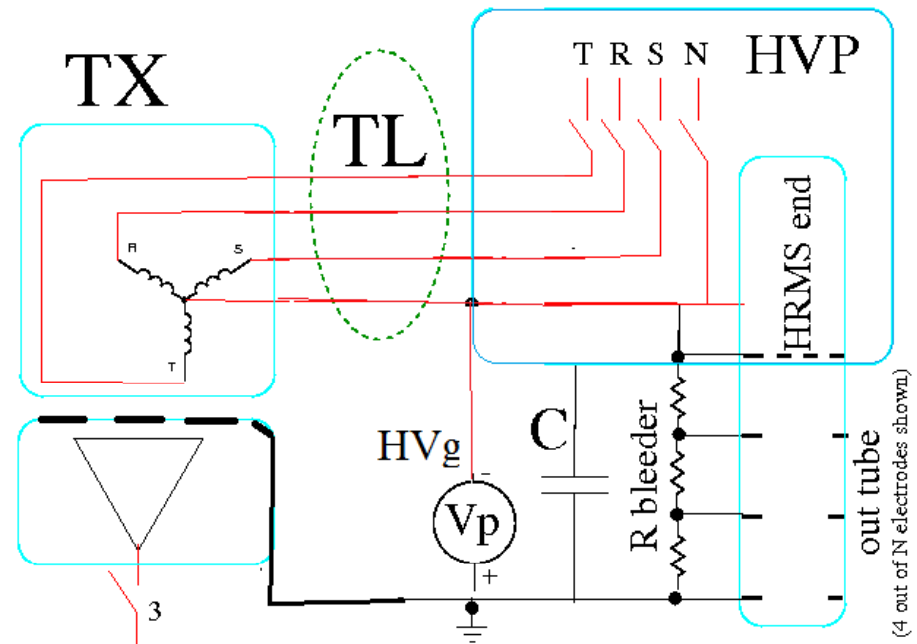 TX
TL
T R S N
HVP
R
S
T
HRMS end
HVg
-
Vp
+
C
R bleeder
out tube
(4 out of N electrodes shown)
3